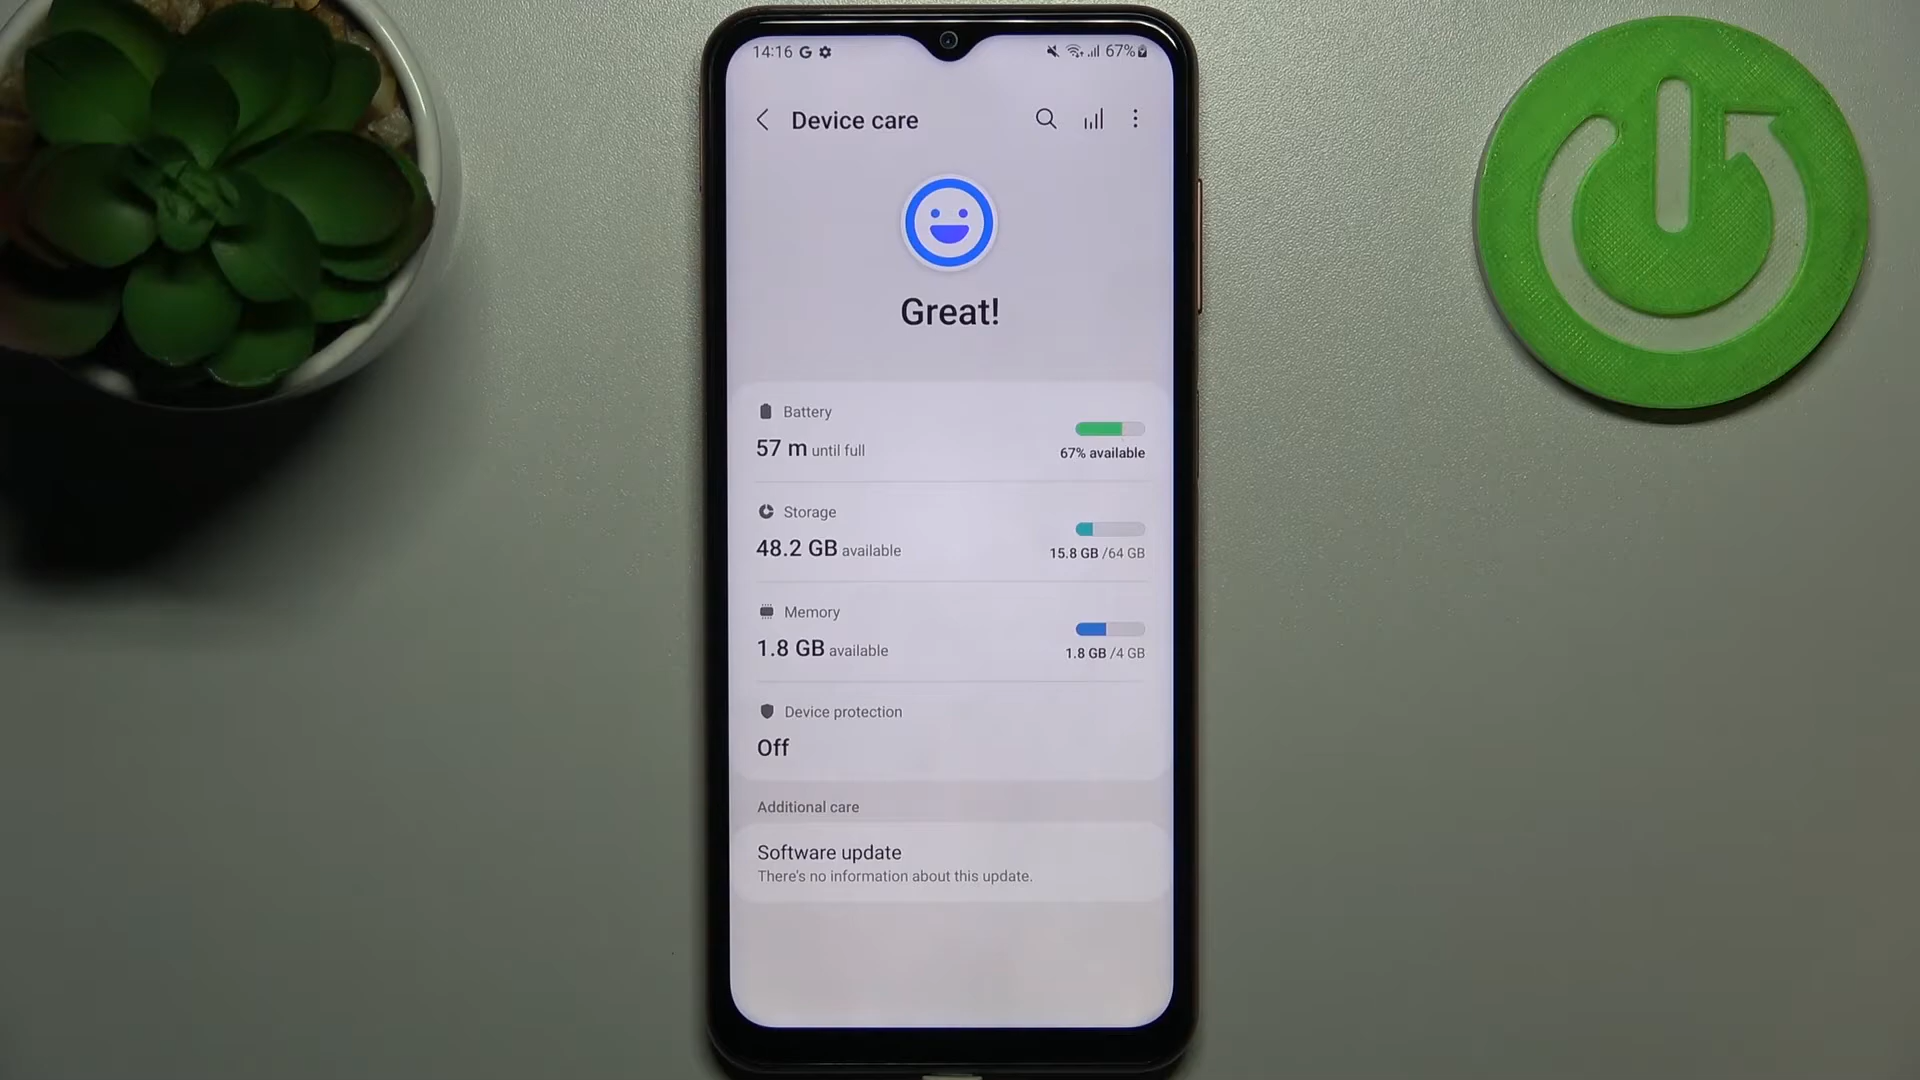 14:16 G
67%
Device care
Great!
Battery
57 m until full
67% available
Storage
48.2 GB available
15.8 GB /64 GB
Memory
1.8 GB available
1.8 GB /4 GB
Device protection
Off
Additional care
Software update
There's no information about this update.